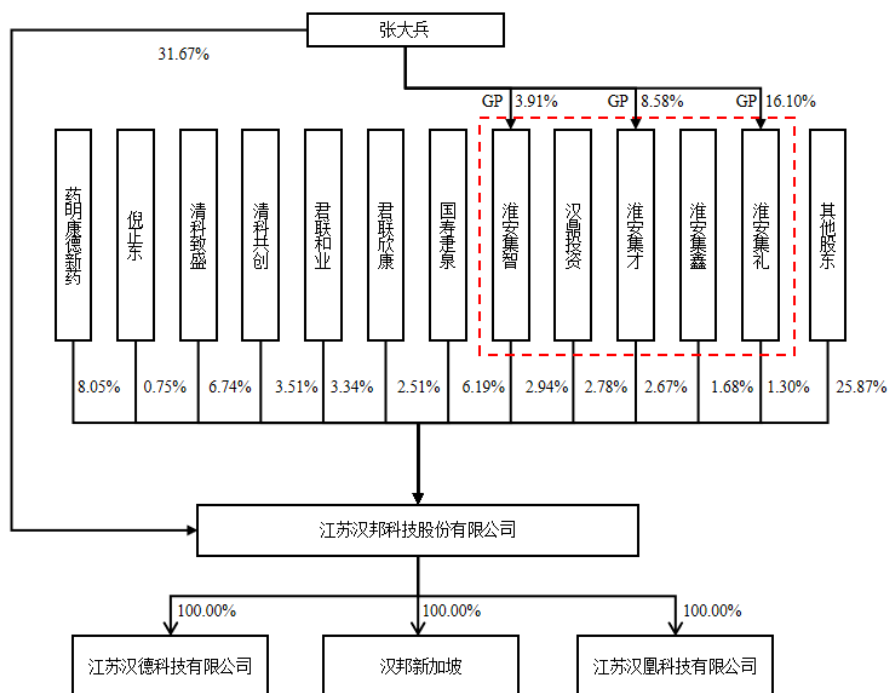 张大兵
31.67%
GP 3.91%
GP 8.58%
GP 16.10%
药明康德新药
倪正东
清科致盛
清科共创
君联和业
君联欣康
国寿疌泉
淮安集智
汉鼎投资
淮安集才
淮安集鑫
淮安集礼
其他股东
8.05%
0.75%
6.74%
3.51%
3.34%
2.51%
6.19%
2.94%
2.78%
2.67%
1.68%
1.30%
25.87%
江苏汉邦科技股份有限公司
100.00%
100.00%
100.00%
江苏汉德科技有限公司
汉邦新加坡
江苏汉凰科技有限公司